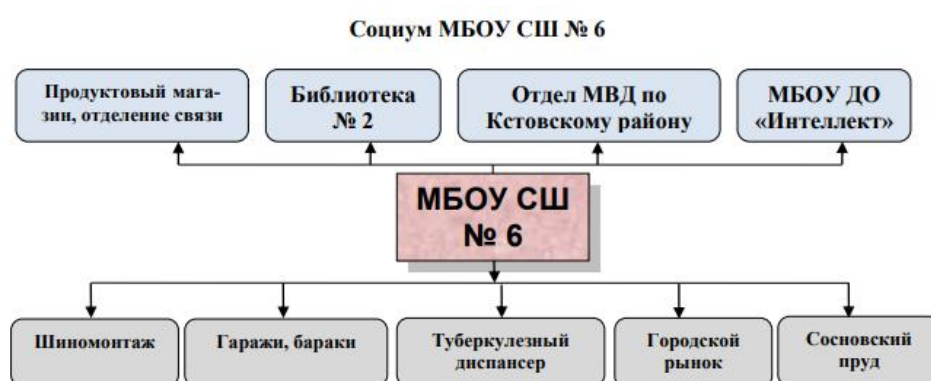 Социум МБОУ СШ № 6
Продуктовый мага-
зин, отделение связи
Библиотека
№ 2
Отдел МВД по
Кстовскому району
МБОУ ДО
«Интеллект»
МБОУ СШ
№ 6
Шиномонтаж
Гаражи, бараки
Туберкулезный
диспансер
Городской
рынок
Сосновский
пруд